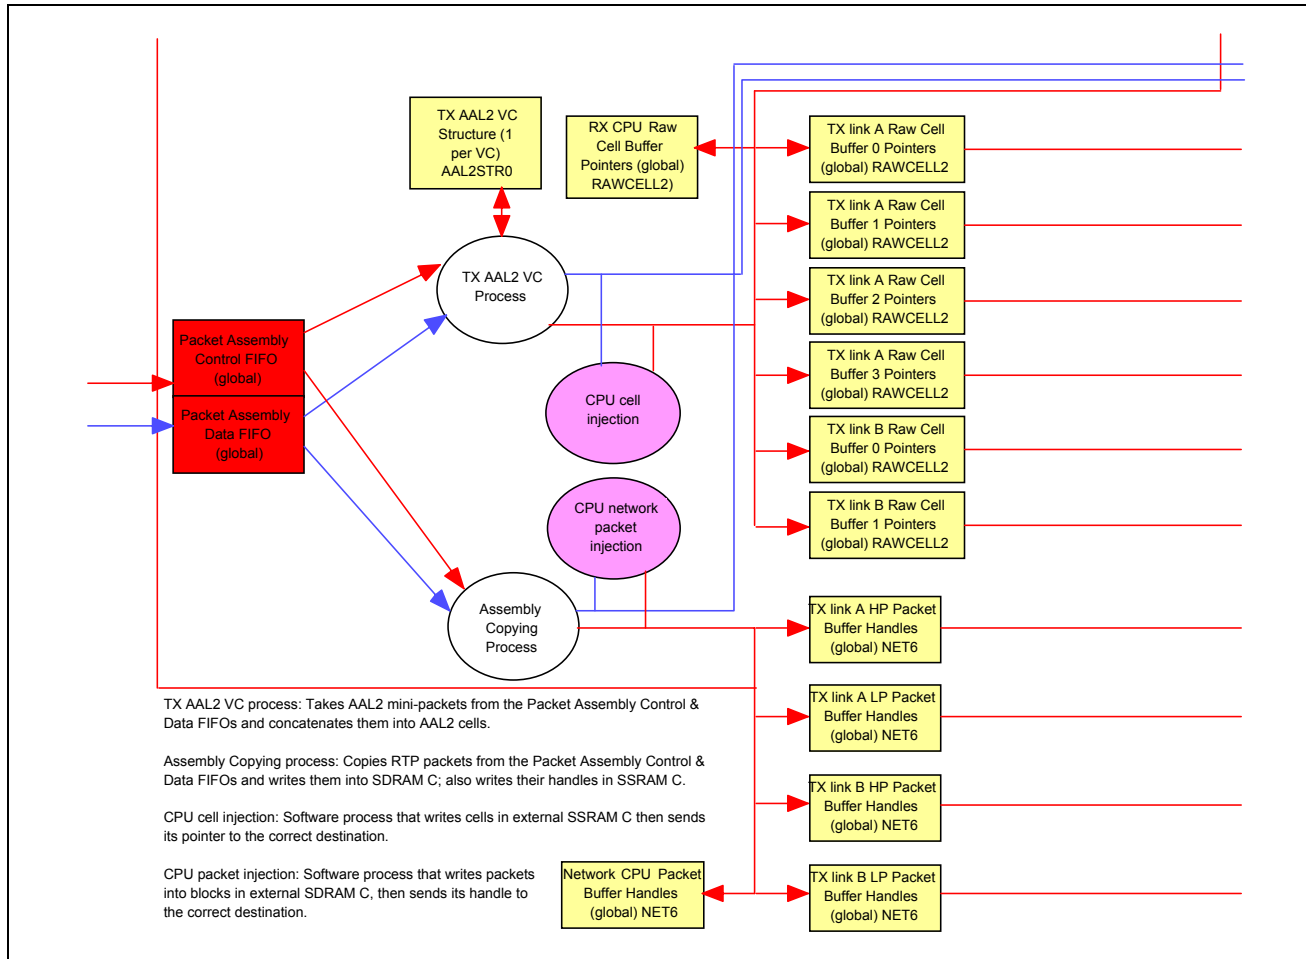 TX AAL2 VC
Structure (1
per VC)
AAL2STR0
RX CPU Raw
Cell Buffer
Pointers (global)
RAWCELL2)
TX link A Raw Cell
Buffer 0 Pointers
(global) RAWCELL2
TX link A Raw Cell
Buffer 1 Pointers
(global) RAWCELL2
TX link A Raw Cell
Buffer 2 Pointers
(global) RAWCELL2
TX link A Raw Cell
Buffer 3 Pointers
(global) RAWCELL2
TX link B Raw Cell
Buffer 0 Pointers
(global) RAWCELL2
TX link B Raw Cell
Buffer 1 Pointers
(global) RAWCELL2
TX AAL2 VC
Process
Packet Assembly
Control FIFO
(global)
Packet Assembly
Data FIFO
(global)
CPU cell
injection
CPU network
packet
injection
Assembly
Copying
Process
TX link A HP Packet
Buffer Handles
(global) NET6
TX link A LP Packet
Buffer Handles
(global) NET6
TX link B HP Packet
Buffer Handles
(global) NET6
TX link B LP Packet
Buffer Handles
(global) NET6
Network CPU Packet
Buffer Handles
(global) NET6
TX AAL2 VC process: Takes AAL2 mini-packets from the Packet Assembly Control &
Data FIFOs and concatenates them into AAL2 cells.
Assembly Copying process: Copies RTP packets from the Packet Assembly Control &
Data FIFOs and writes them into SDRAM C; also writes their handles in SSRAM C.
CPU cell injection: Software process that writes cells in external SSRAM C then sends
its pointer to the correct destination.
CPU packet injection: Software process that writes packets
into blocks in external SDRAM C, then sends its handle to
the correct destination.